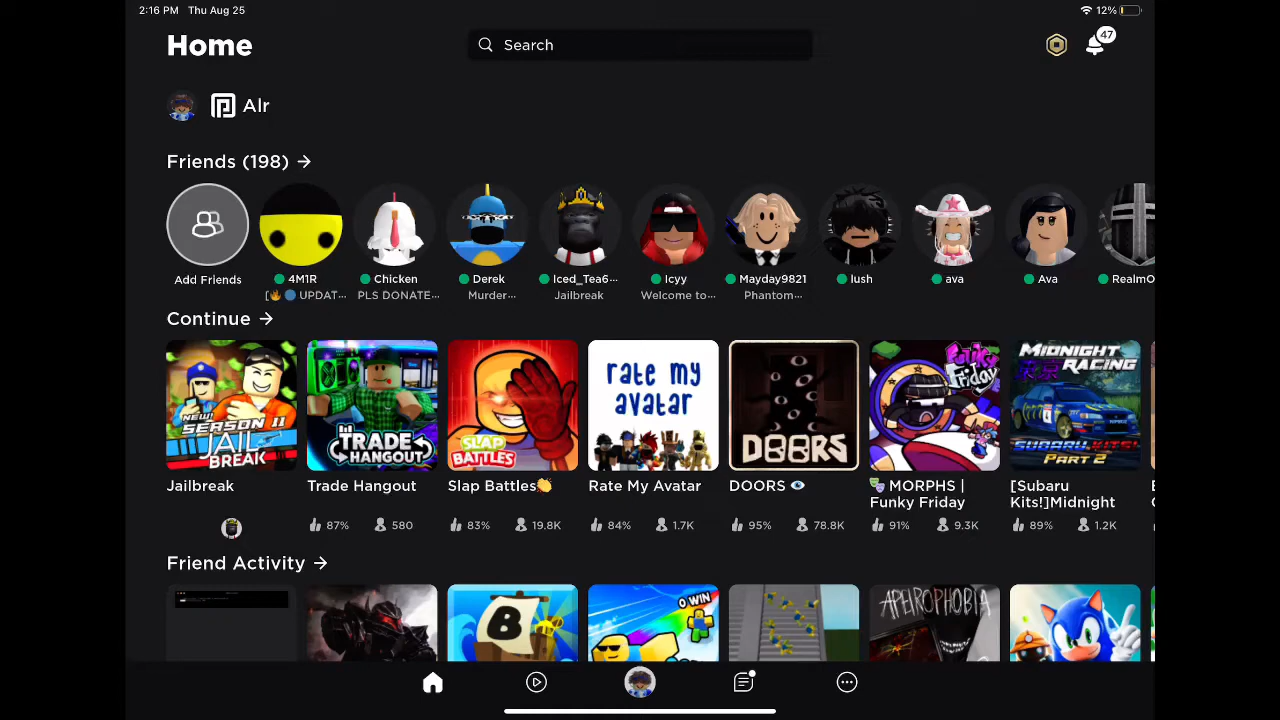 2:16 PM Thu Aug 25
12%
Home
Search
47
Alr
Friends (198)
Add Friends
4M1R
[🔥🔵 UPDAT...
Chicken
PLS DONATE...
Derek
Murder...
Iced_Tea6...
Jailbreak
Icyy
Welcome to...
Mayday9821
Phantom...
lush
ava
Ava
RealmO
Continue
NEW!
SEASON 11
JAIL
BREAK
TRADE
HANGOUT
SLAP
BATTLES
RATE MY
AVATAR
DOORS
Funky
Friday
MIDNIGHT
RACING
SUBARU KITS!
PART 2
Jailbreak
Trade Hangout
Slap Battles👏
Rate My Avatar
DOORS 👁️
🎭 MORPHS |
Funky Friday
[Subaru
Kits!]Midnight
87% 580
83% 19.8K
84% 1.7K
95% 78.8K
91% 9.3K
89% 1.2K
Friend Activity
B
0 WIN
APEIROPHOBIA